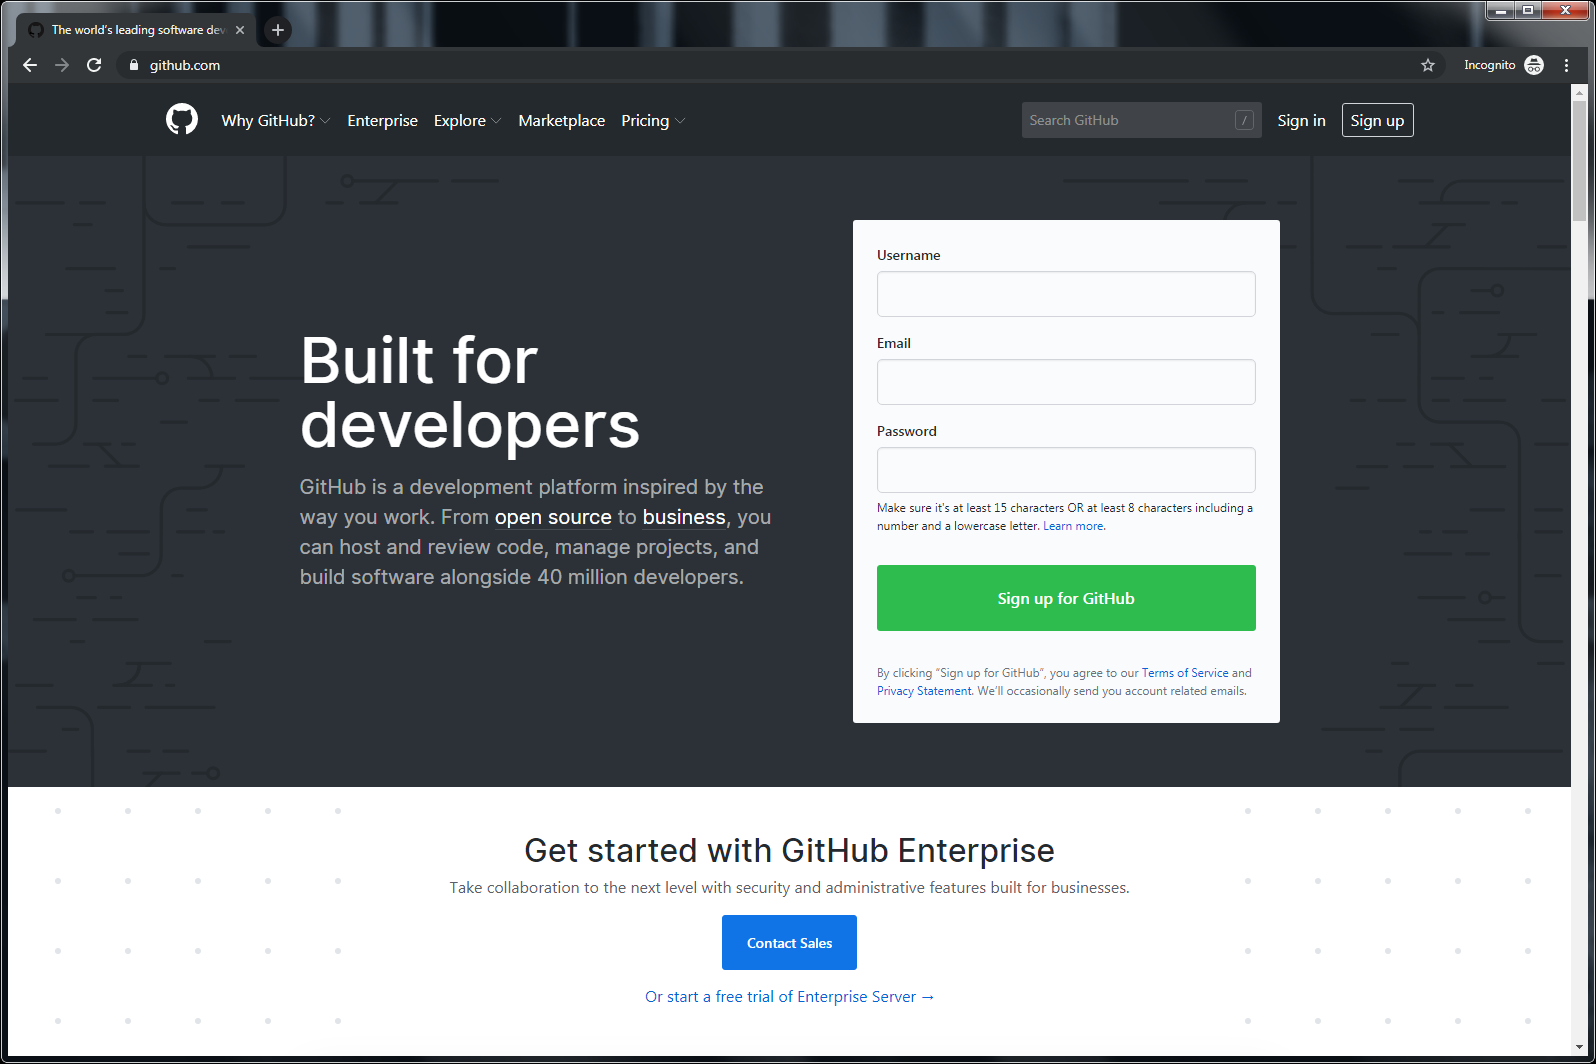 The world's leading software dev
github.com
Incognito
Why GitHub? Enterprise Explore Marketplace Pricing
Search GitHub /
Sign in
Sign up
Built for
developers
GitHub is a development platform inspired by the
way you work. From open source to business, you
can host and review code, manage projects, and
build software alongside 40 million developers.
Username
Email
Password
Make sure it's at least 15 characters OR at least 8 characters including a
number and a lowercase letter. Learn more.
Sign up for GitHub
By clicking “Sign up for GitHub”, you agree to our Terms of Service and
Privacy Statement. We’ll occasionally send you account related emails.
Get started with GitHub Enterprise
Take collaboration to the next level with security and administrative features built for businesses.
Contact Sales
Or start a free trial of Enterprise Server →